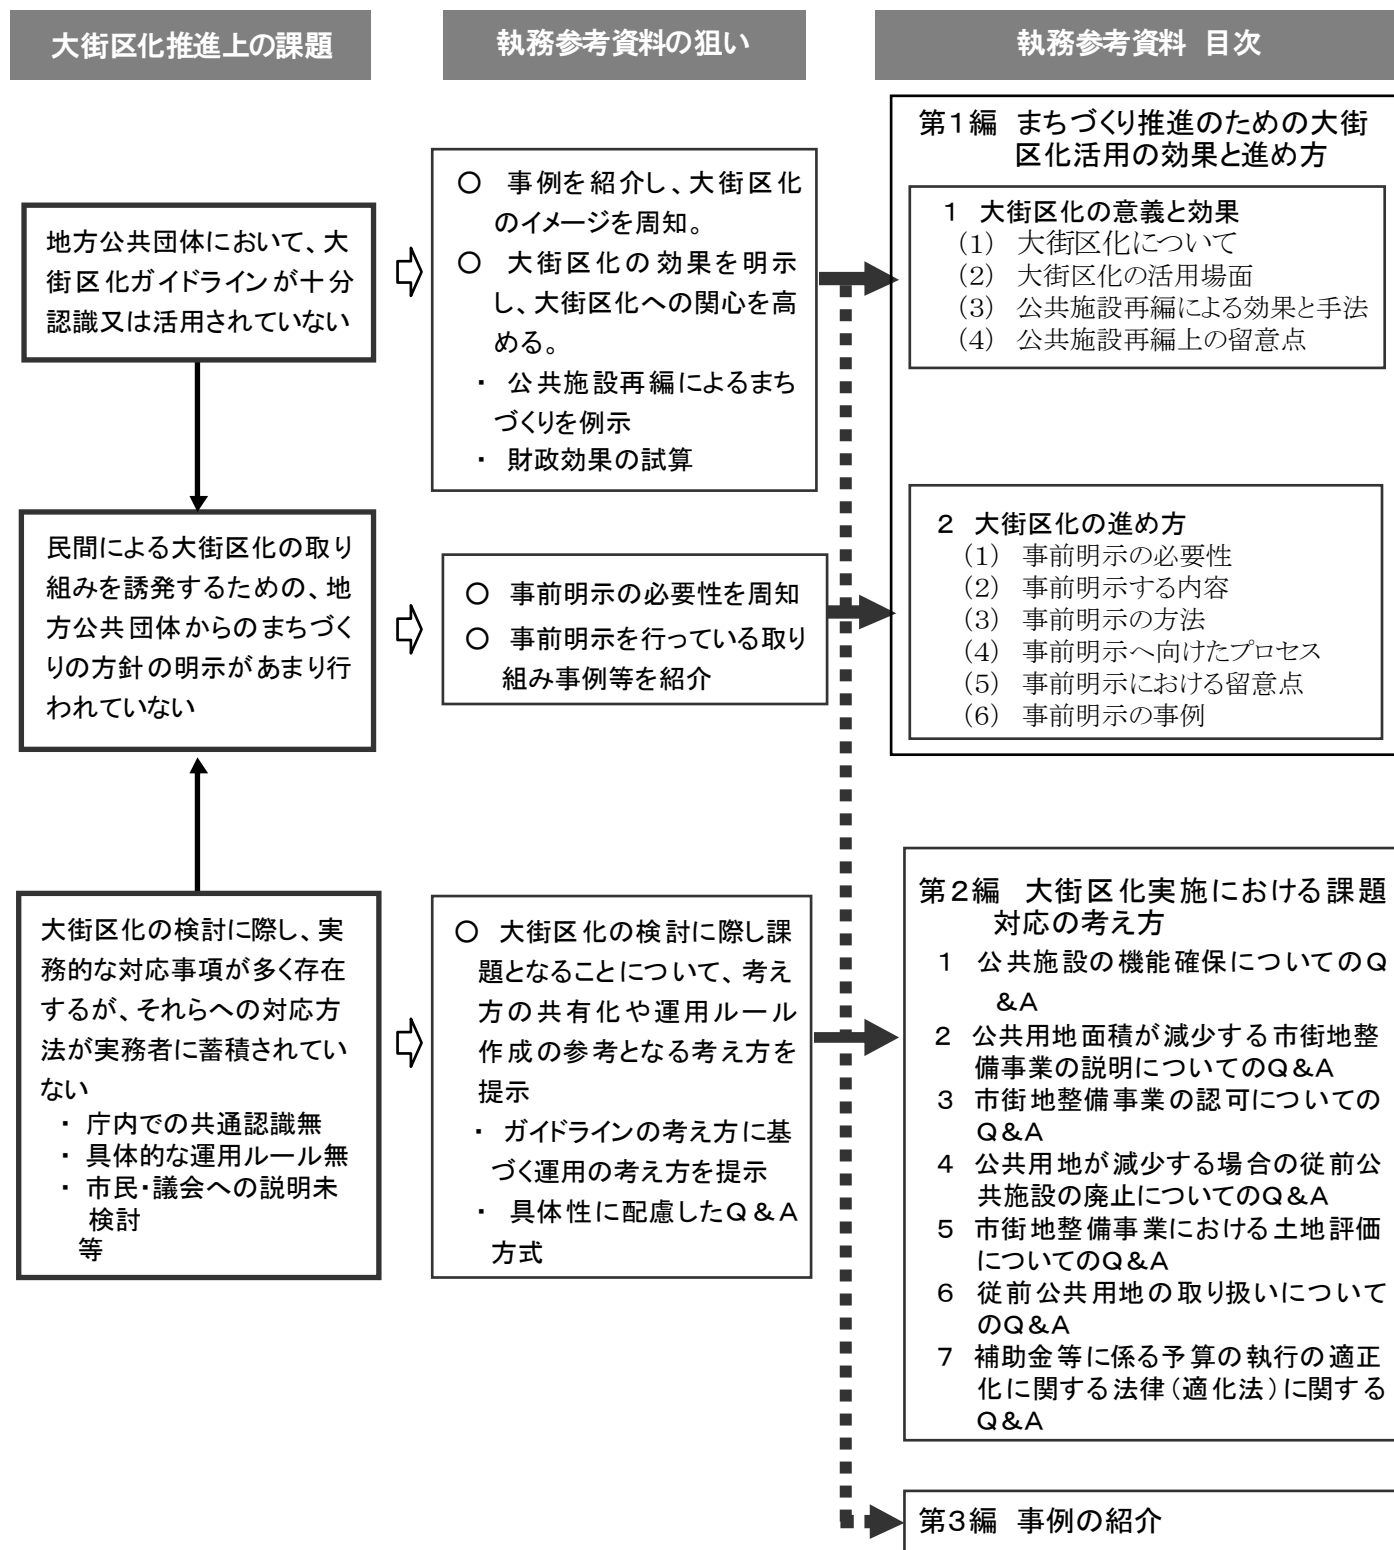 大街区化推進上の課題
執務参考資料の狙い
執務参考資料 目次
地方公共団体において、大
街区化ガイドラインが十分
認識又は活用されていない
民間による大街区化の取り
組みを誘発するための、地
方公共団体からのまちづく
りの方針の明示があまり行
われていない
大街区化の検討に際し、実
務的な対応事項が多く存在
するが、それらへの対応方
法が実務者に蓄積されてい
ない
・ 庁内での共通認識無
・ 具体的な運用ルール無
・ 市民・議会への説明未
検討
等
○ 事例を紹介し、大街区化
のイメージを周知。
○ 大街区化の効果を明示
し、大街区化への関心を高
める。
・ 公共施設再編によるまち
づくりを例示
・ 財政効果の試算
○ 事前明示の必要性を周知
○ 事前明示を行っている取り
組み事例等を紹介
○ 大街区化の検討に際し課
題となることについて、考え
方の共有化や運用ルール
作成の参考となる考え方を
提示
・ ガイドラインの考え方に基
づく運用の考え方を提示
・ 具体性に配慮したQ&A
方式
第1編 まちづくり推進のための大街
区化活用の効果と進め方
1 大街区化の意義と効果
(1) 大街区化について
(2) 大街区化の活用場面
(3) 公共施設再編による効果と手法
(4) 公共施設再編上の留意点
2 大街区化の進め方
(1) 事前明示の必要性
(2) 事前明示する内容
(3) 事前明示の方法
(4) 事前明示へ向けたプロセス
(5) 事前明示における留意点
(6) 事前明示の事例
第2編 大街区化実施における課題
対応の考え方
1 公共施設の機能確保についてのQ
&A
2 公共用地面積が減少する市街地整
備事業の説明についてのQ&A
3 市街地整備事業の認可についての
Q&A
4 公共用地が減少する場合の従前公
共施設の廃止についてのQ&A
5 市街地整備事業における土地評価
についてのQ&A
6 従前公共用地の取り扱いについて
のQ&A
7 補助金等に係る予算の執行の適正
化に関する法律(適化法)に関する
Q&A
第3編 事例の紹介